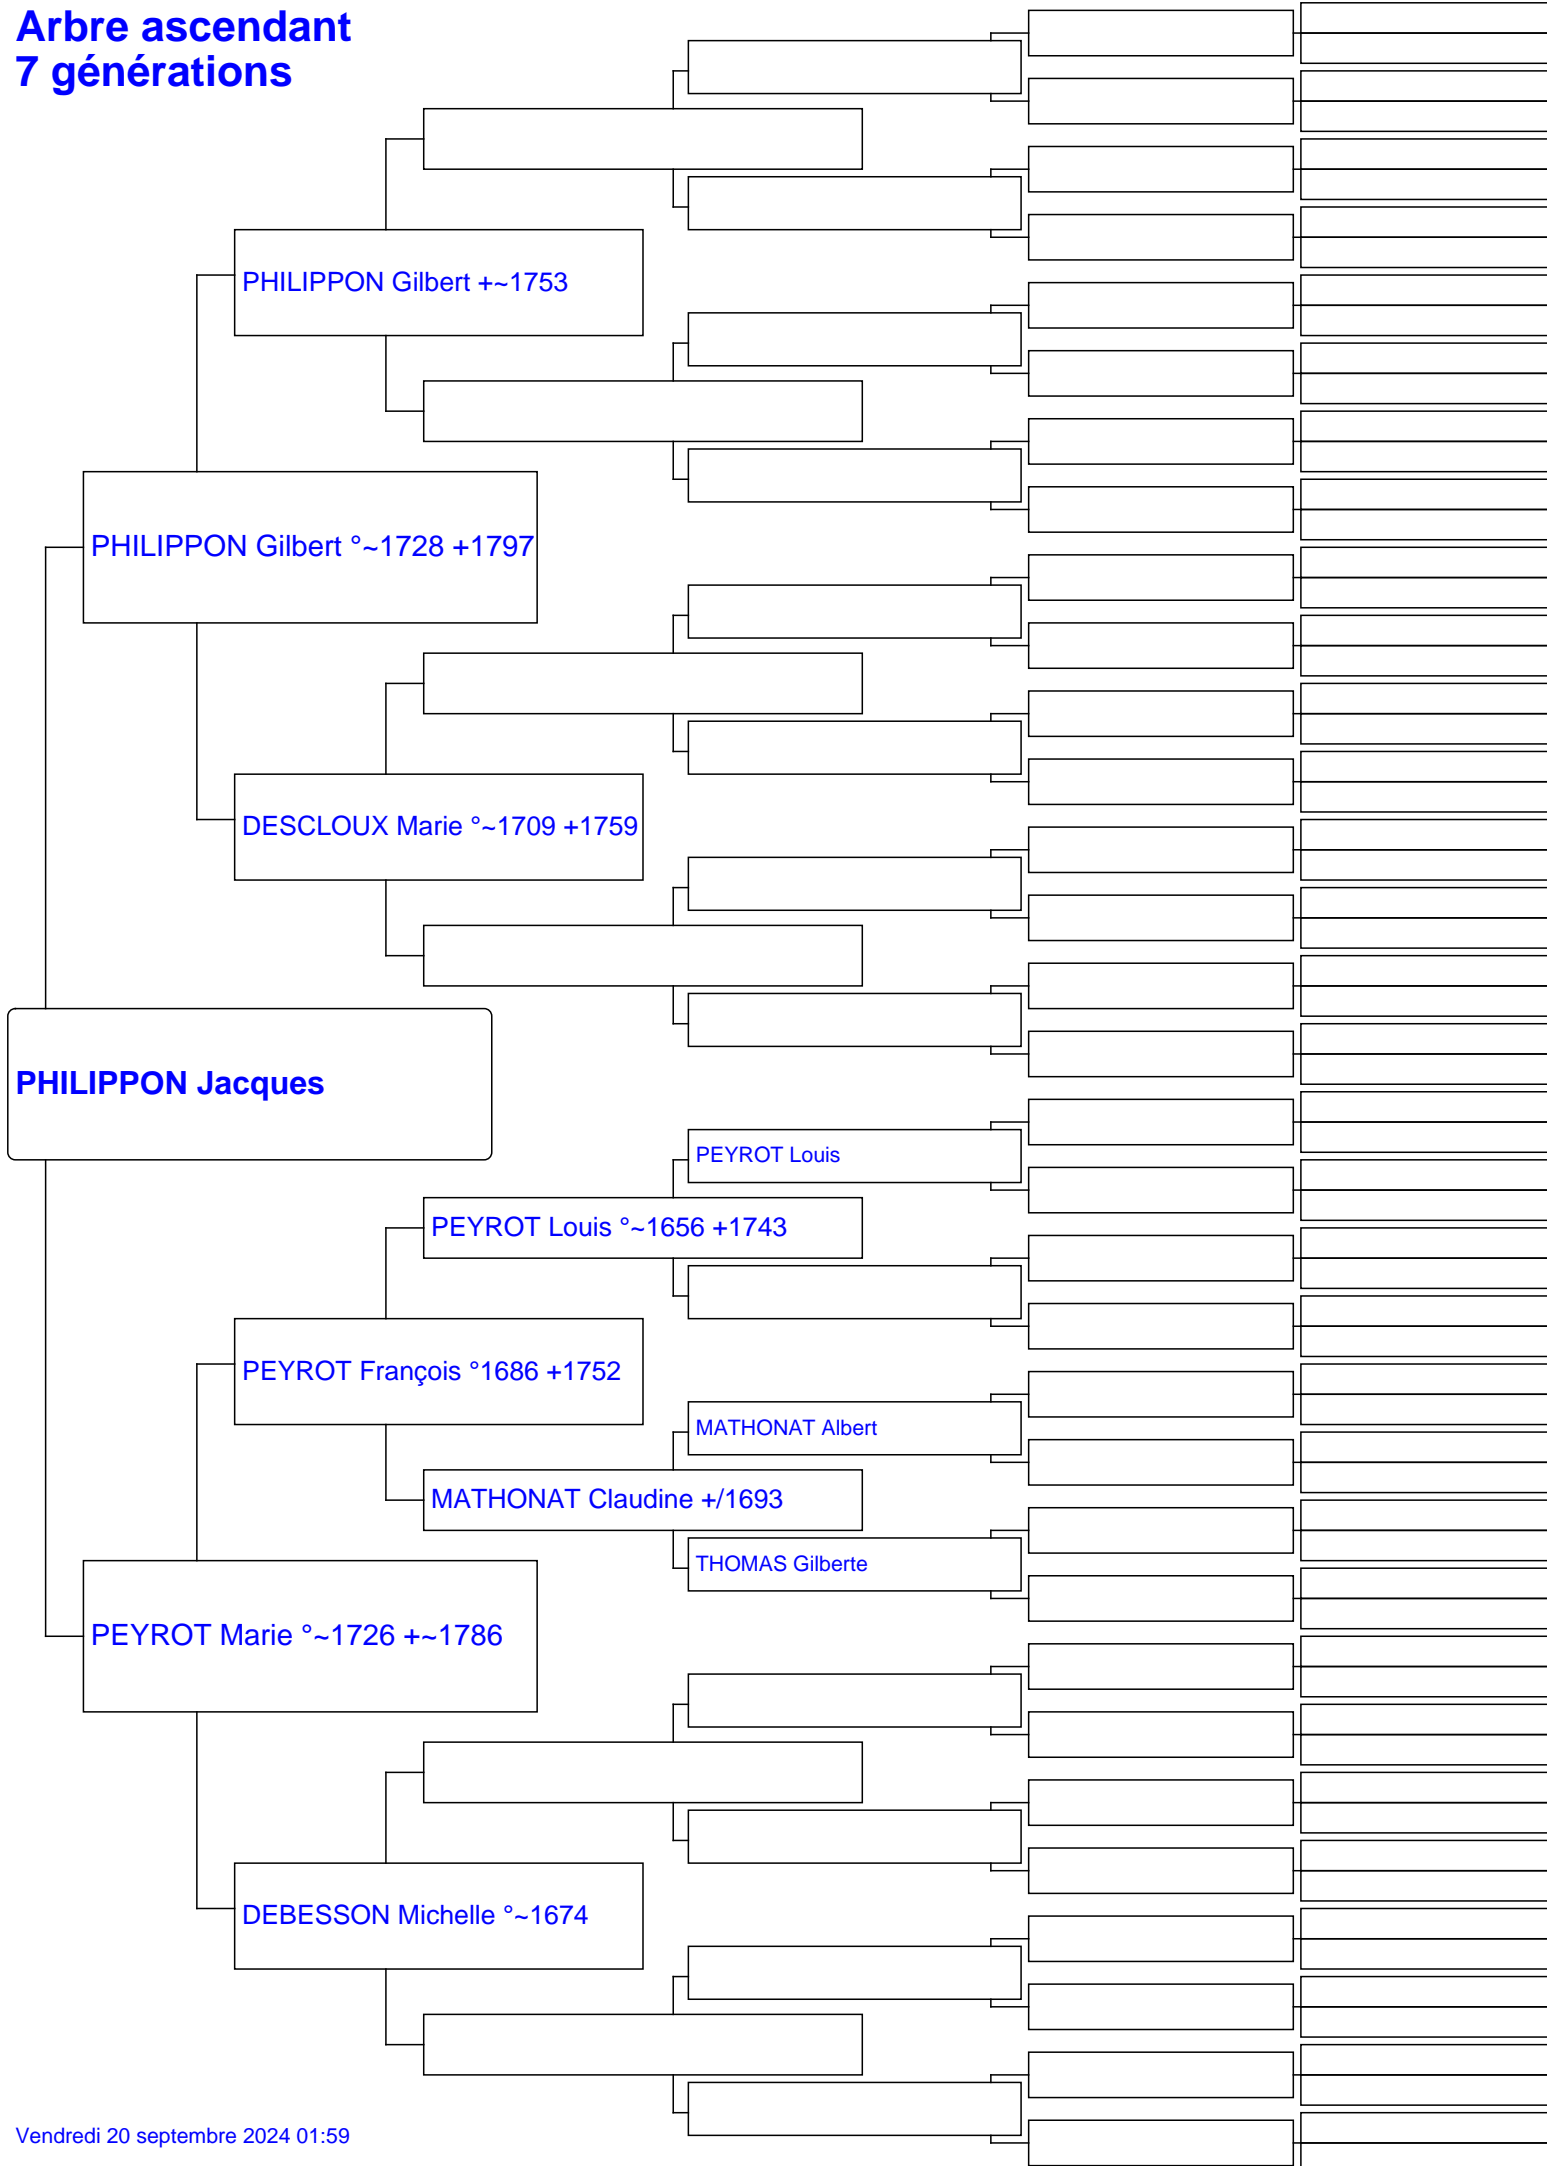 Arbre ascendant
7 générations
PHILIPPON Gilbert +~1753
PHILIPPON Gilbert °~1728 +1797
DESCLOUX Marie °~1709 +1759
PHILIPPON Jacques
PEYROT Louis
PEYROT Louis °~1656 +1743
PEYROT François °1686 +1752
MATHONAT Albert
MATHONAT Claudine +/1693
THOMAS Gilberte
PEYROT Marie °~1726 +~1786
DEBESSON Michelle °~1674
Vendredi 20 septembre 2024 01:59